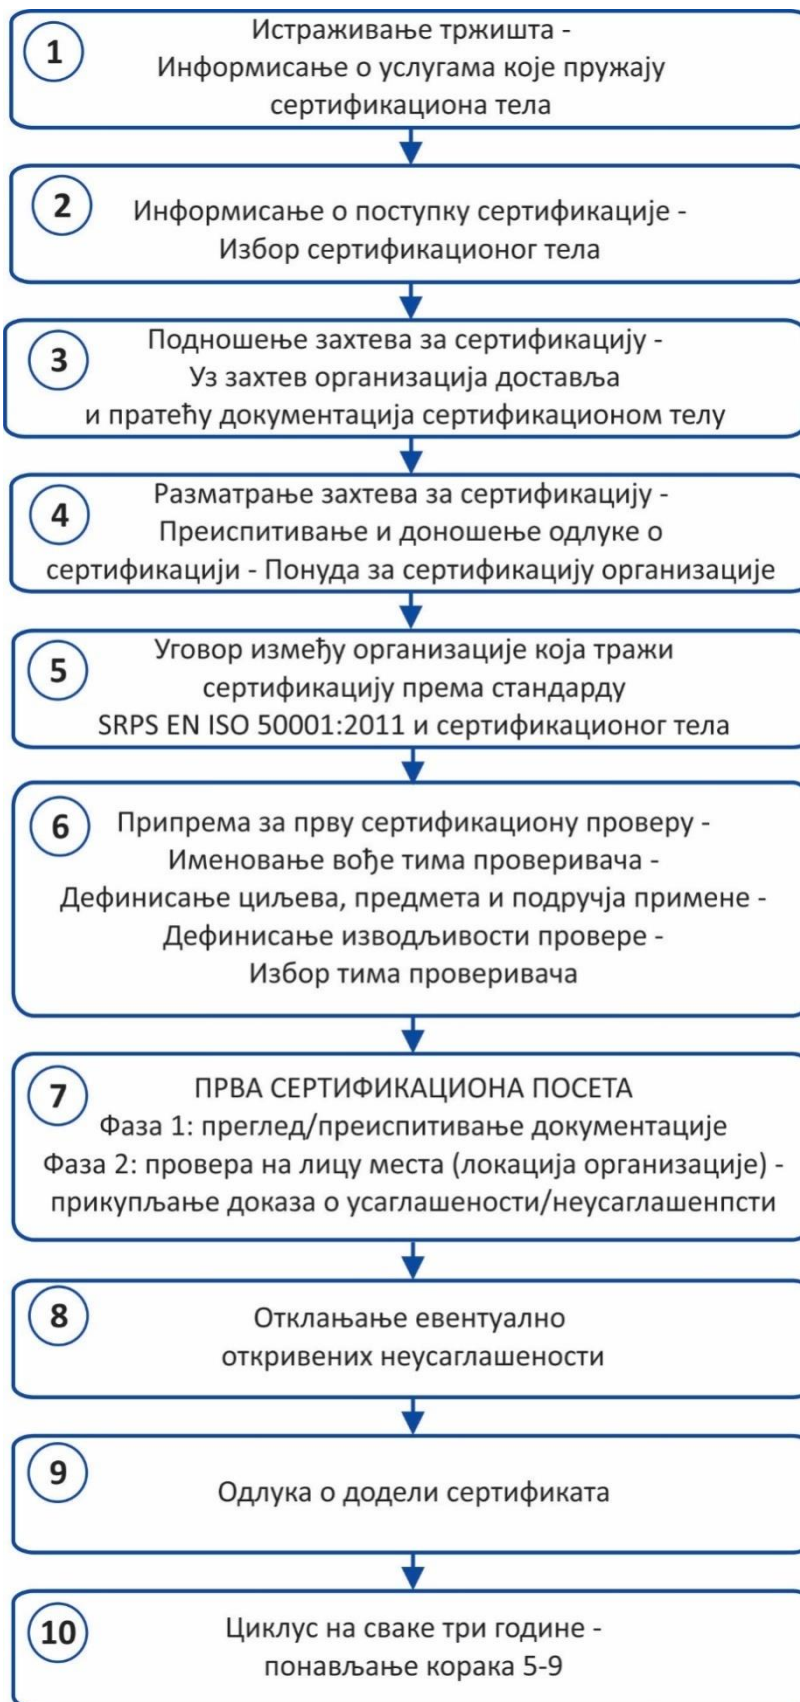 1
Истраживање тржишта -
Информисање о услугама које пружају
сертификациона тела
2
Информисање о поступку сертификације -
Избор сертификационог тела
3
Подношење захтева за сертификацију -
Уз захтев организација доставља
и пратећу документација сертификационом телу
4
Разматрање захтева за сертификацију -
Преиспитивање и доношење одлуке о
сертификацији - Понуда за сертификацију организације
5
Уговор између организације која тражи
сертификацију према стандарду
SRPS EN ISO 50001:2011 и сертификационог тела
6
Припрема за прву сертификациону проверу -
Именовање вође тима проверивача -
Дефинисање циљева, предмета и подручја примене -
Дефинисање изводљивости провере -
Избор тима проверивача
7
ПРВА СЕРТИФИКАЦИОНА ПОСЕТА
Фаза 1: преглед/преиспитивање документације
Фаза 2: провера на лицу места (локација организације) -
прикупљање доказа о усаглашености/неусаглашенпсти
8
Отклањање евентуално
откривених неусаглашености
9
Одлука о додели сертификата
10
Циклус на сваке три године -
понављање корака 5-9